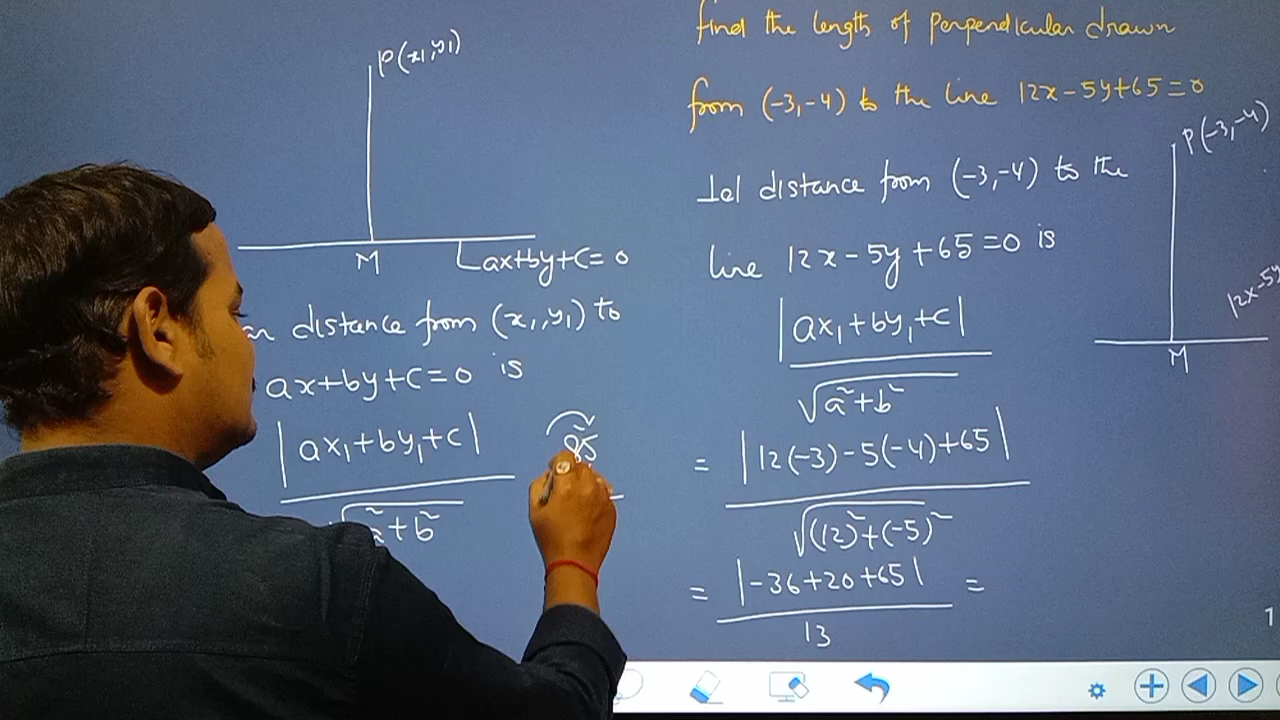 P(x₁,y₁)
M
ax+by+c=0
distance from (x₁,y₁) to
ax+by+c=0 is
|ax₁+by₁+c|
a²+b²
85
find the length of perpendicular drawn
from (-3,-4) to the line 12x-5y+65=0
P(-3,-4)
distance from (-3,-4) to the
line 12x-5y+65=0 is
12x-5y
M
|ax₁+by₁+c|
√a²+b²
= |12(-3)-5(-4)+65|
√(12)²+(-5)²
= |-36+20+65| =
13